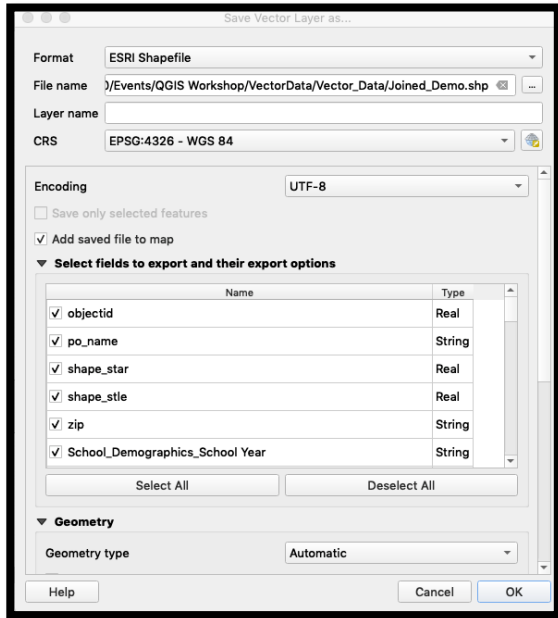 Save Vector Layer as...
Format ESRI Shapefile
File name )/Events/QGIS Workshop/VectorData/Vector_Data/Joined_Demo.shp ...
Layer name
CRS EPSG:4326 - WGS 84
Encoding UTF-8
Save only selected features
Add saved file to map
Select fields to export and their export options
Name Type
objectid Real
po_name String
shape_star Real
shape_stle Real
zip String
School_Demographics_School Year String
Select All Deselect All
Geometry
Geometry type Automatic
Help Cancel OK